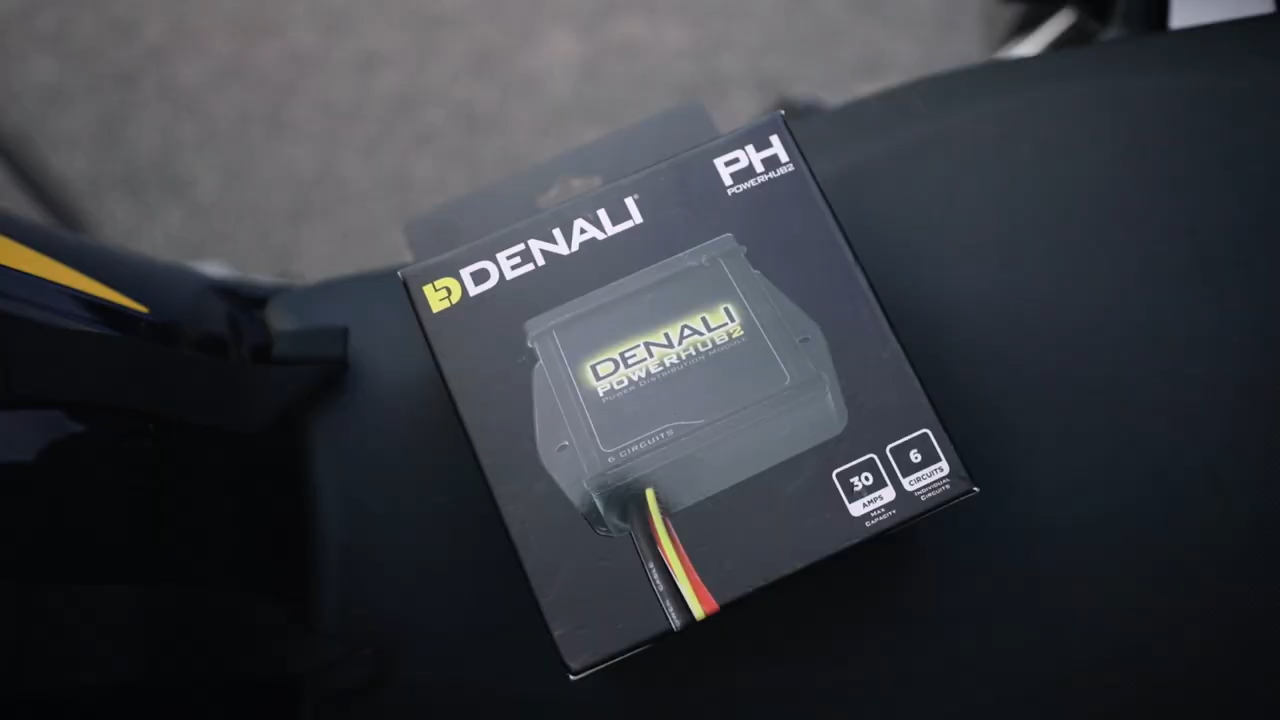 PH
POWERHUB2
DENALI
DENALI
POWERHUB2
POWER DISTRIBUTION MODULE
6 CIRCUITS
30
AMPS
MAX
CAPACITY
6
CIRCUITS
INDIVIDUAL
CIRCUITS